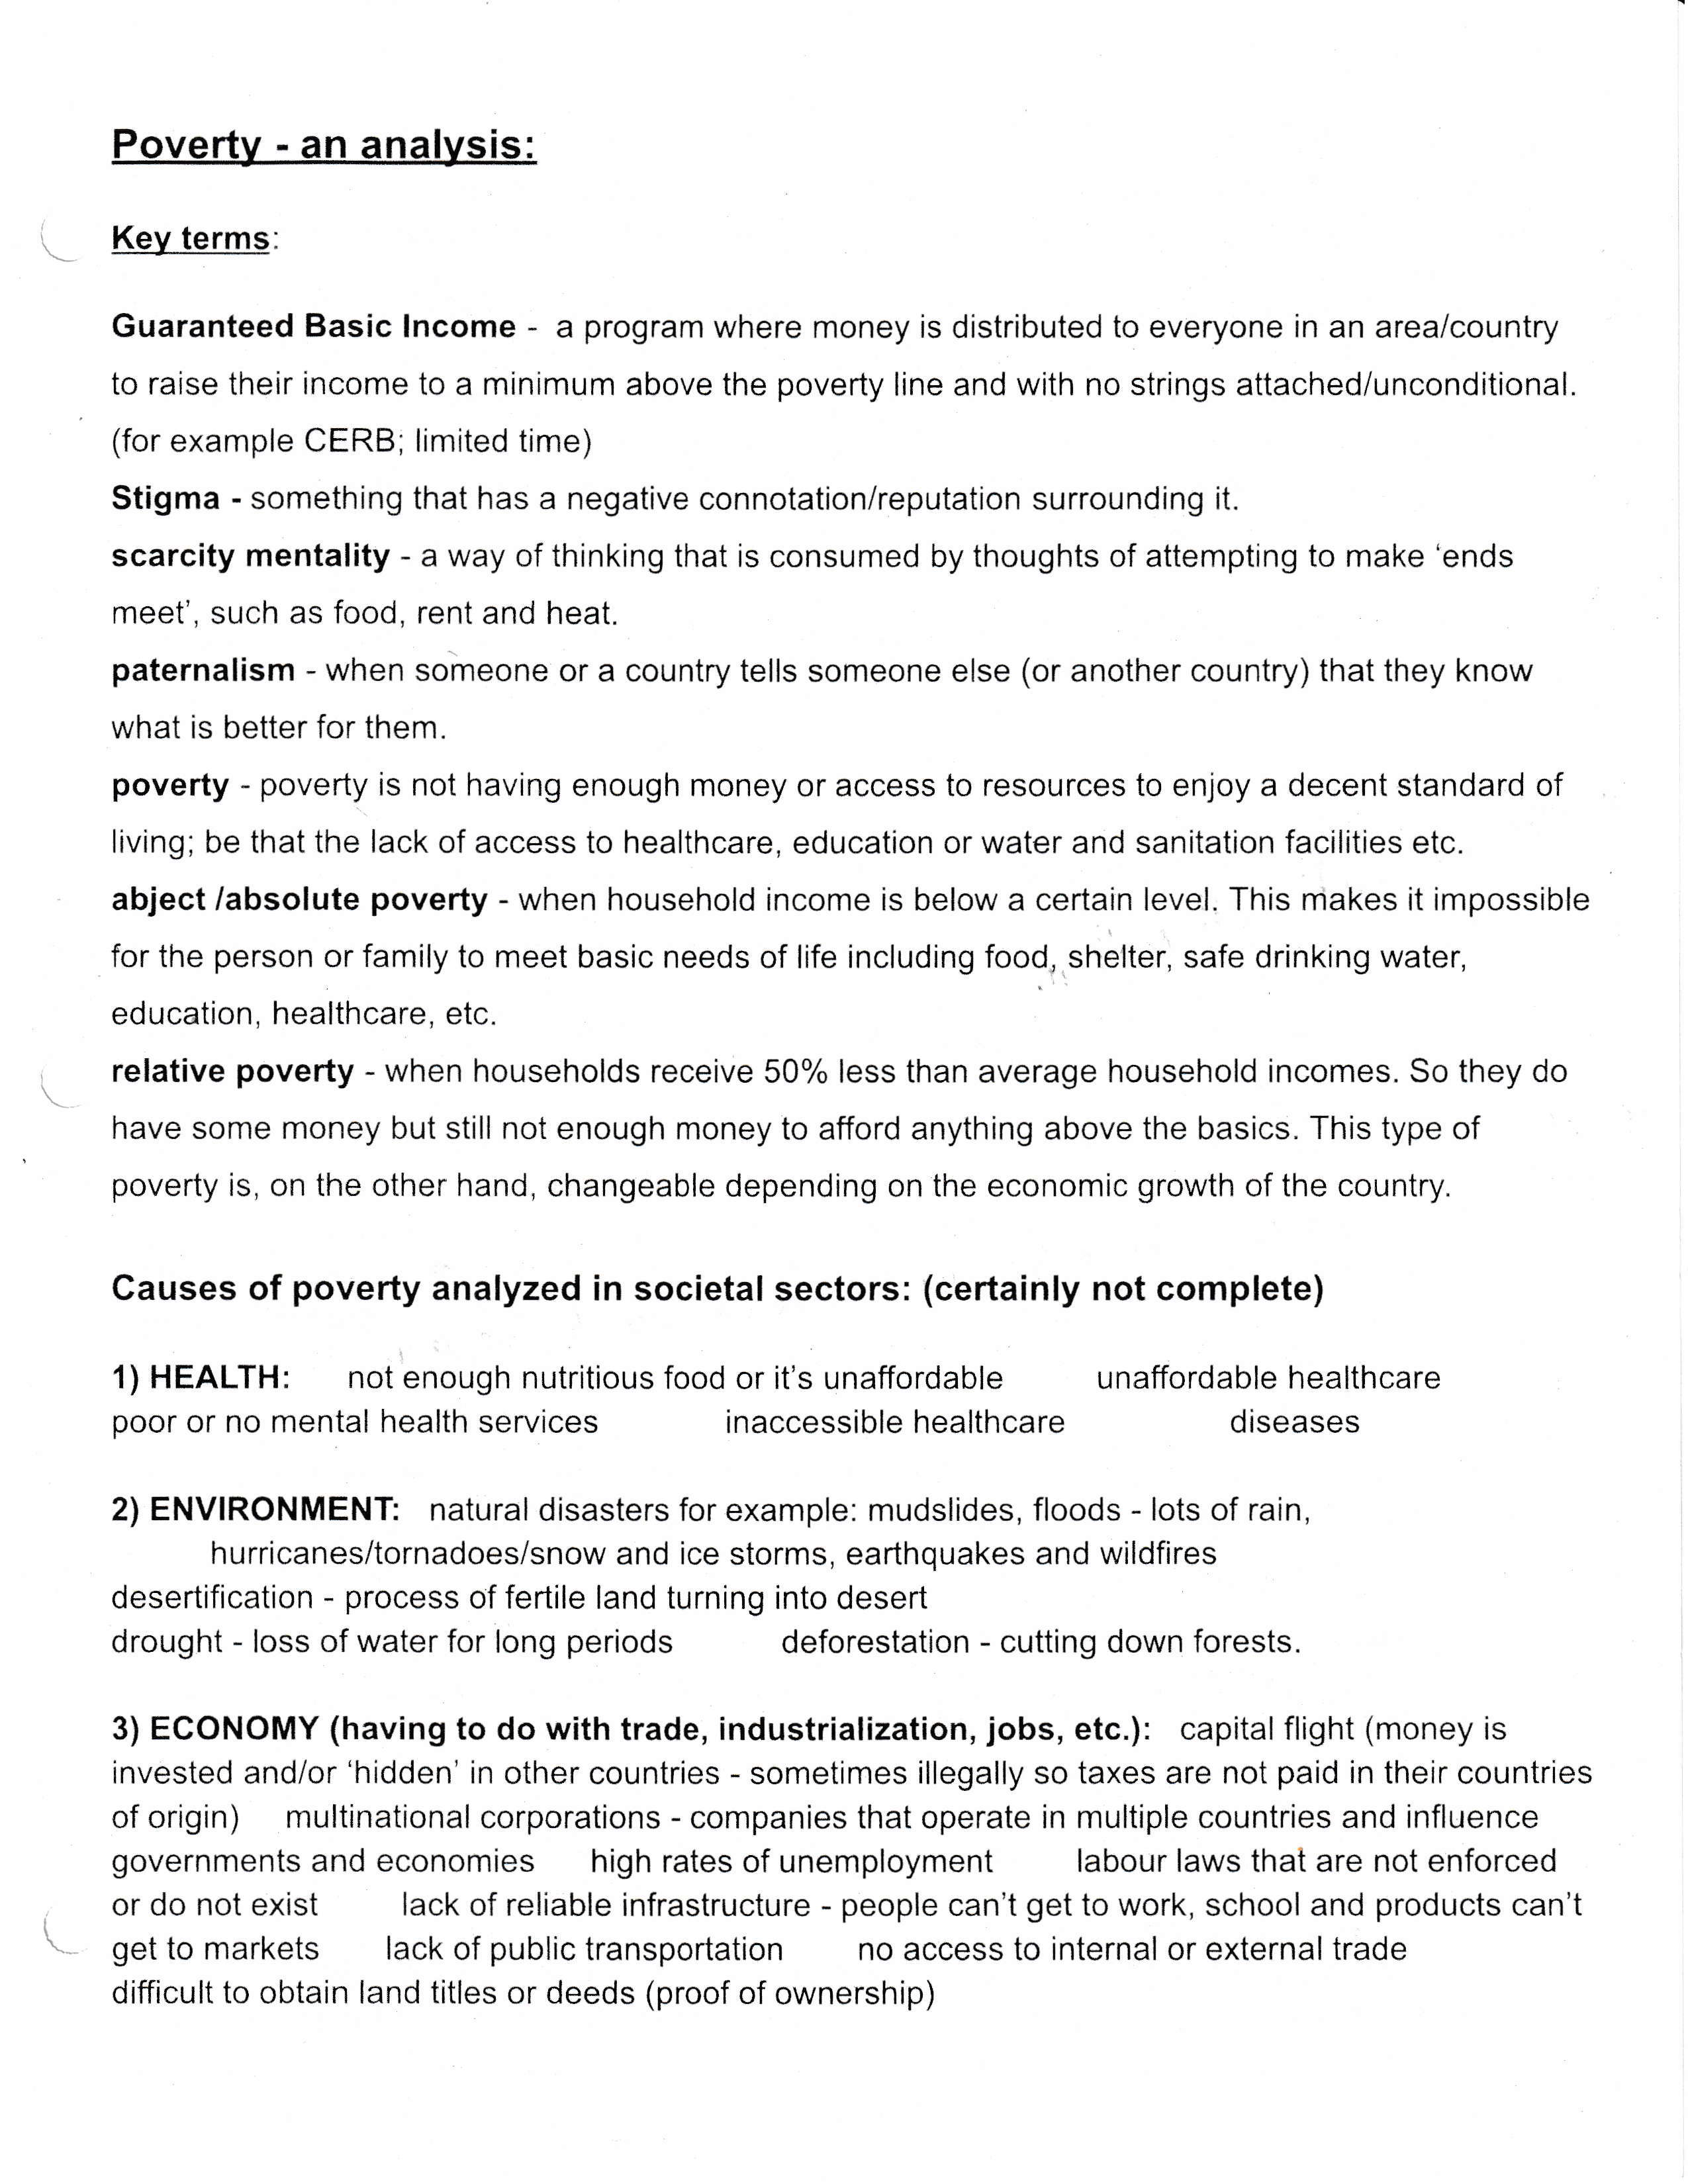 Poverty - an analysis:
Key terms:
Guaranteed Basic Income - a program where money is distributed to everyone in an area/country
to raise their income to a minimum above the poverty line and with no strings attached/unconditional.
(for example CERB; limited time)
Stigma - something that has a negative connotation/reputation surrounding it.
scarcity mentality - a way of thinking that is consumed by thoughts of attempting to make ‘ends
meet’, such as food, rent and heat.
paternalism - when someone or a country tells someone else (or another country) that they know
what is better for them.
poverty - poverty is not having enough money or access to resources to enjoy a decent standard of
living; be that the lack of access to healthcare, education or water and sanitation facilities etc.
abject /absolute poverty - when household income is below a certain level. This makes it impossible
for the person or family to meet basic needs of life including food, shelter, safe drinking water,
education, healthcare, etc.
relative poverty - when households receive 50% less than average household incomes. So they do
have some money but still not enough money to afford anything above the basics. This type of
poverty is, on the other hand, changeable depending on the economic growth of the country.
Causes of poverty analyzed in societal sectors: (certainly not complete)
1) HEALTH: not enough nutritious food or it’s unaffordable unaffordable healthcare
poor or no mental health services inaccessible healthcare diseases
2) ENVIRONMENT: natural disasters for example: mudslides, floods - lots of rain,
hurricanes/tornadoes/snow and ice storms, earthquakes and wildfires
desertification - process of fertile land turning into desert
drought - loss of water for long periods deforestation - cutting down forests.
3) ECONOMY (having to do with trade, industrialization, jobs, etc.): capital flight (money is
invested and/or ‘hidden’ in other countries - sometimes illegally so taxes are not paid in their countries
of origin) multinational corporations - companies that operate in multiple countries and influence
governments and economies high rates of unemployment labour laws that are not enforced
or do not exist lack of reliable infrastructure - people can’t get to work, school and products can’t
get to markets lack of public transportation no access to internal or external trade
difficult to obtain land titles or deeds (proof of ownership)